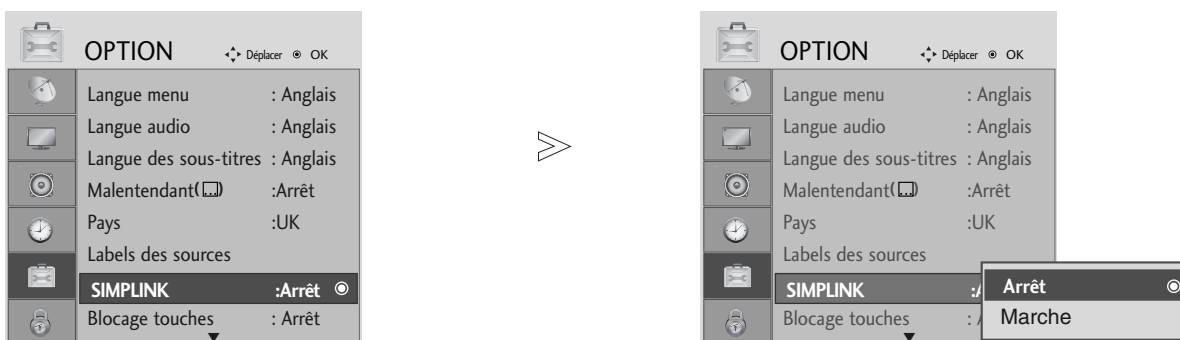 OPTION Déplacer OK
Langue menu : Anglais
Langue audio : Anglais
Langue des sous-titres : Anglais
Malentendant( ) :Arrêt
Pays :UK
Labels des sources
SIMPLINK :Arrêt
Blocage touches : Arrêt
OPTION Déplacer OK
Langue menu : Anglais
Langue audio : Anglais
Langue des sous-titres : Anglais
Malentendant( ) :Arrêt
Pays :UK
Labels des sources
SIMPLINK :
Blocage touches :
Arrêt
Marche